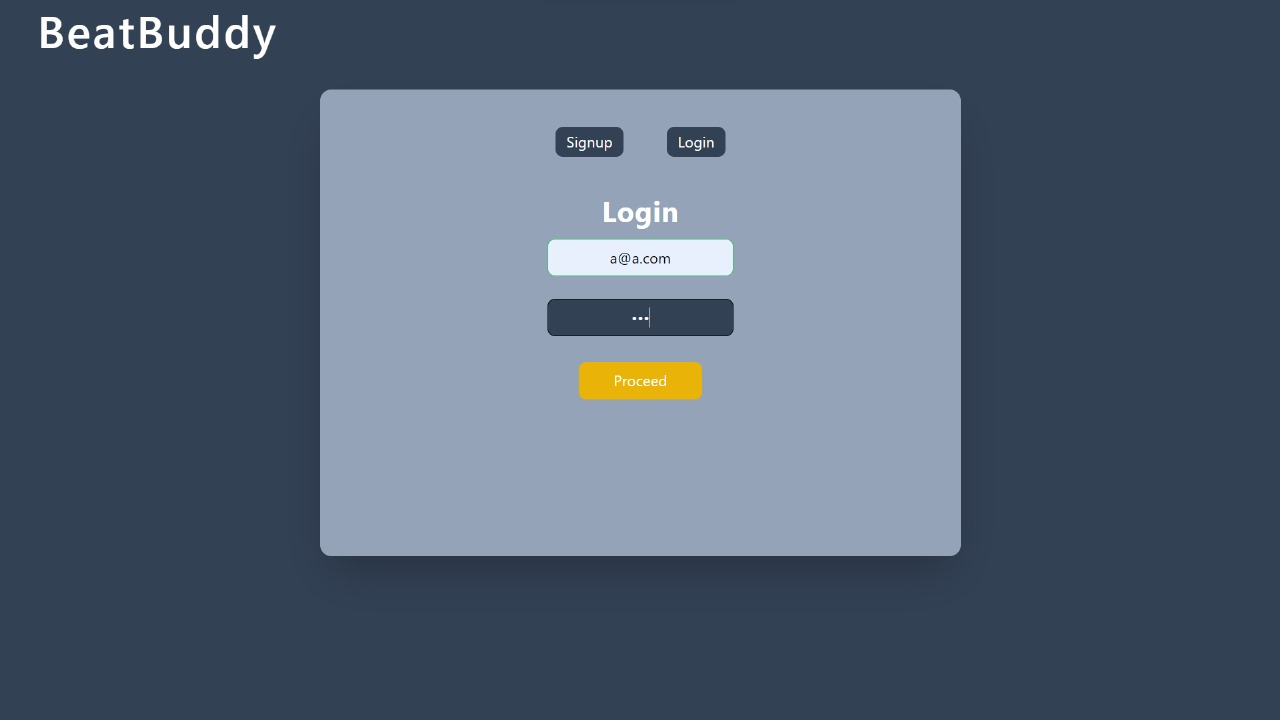 BeatBuddy
Signup Login
Login
a@a.com
•••
Proceed